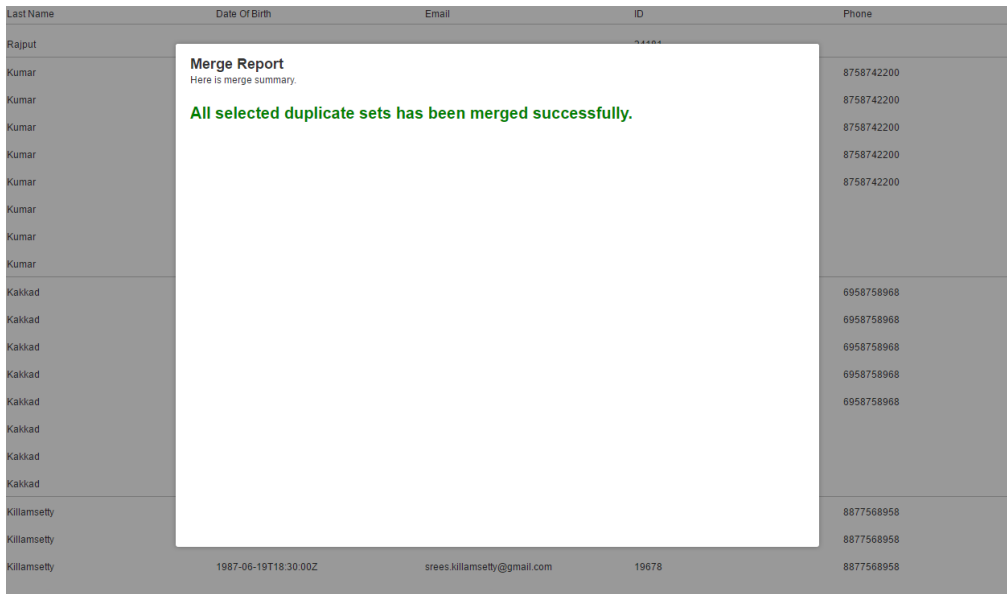 Last Name Date Of Birth Email ID Phone
Rajput
Merge Report
Here is merge summary.
All selected duplicate sets has been merged successfully.
Kumar 8758742200
Kumar 8758742200
Kumar 8758742200
Kumar 8758742200
Kumar 8758742200
Kumar
Kumar
Kumar
Kakkad 6958758968
Kakkad 6958758968
Kakkad 6958758968
Kakkad 6958758968
Kakkad 6958758968
Kakkad
Kakkad
Kakkad
Killamsetty 8877568958
Killamsetty 8877568958
Killamsetty 1987-06-19T18:30:00Z srees.killamsetty@gmail.com 19678 8877568958